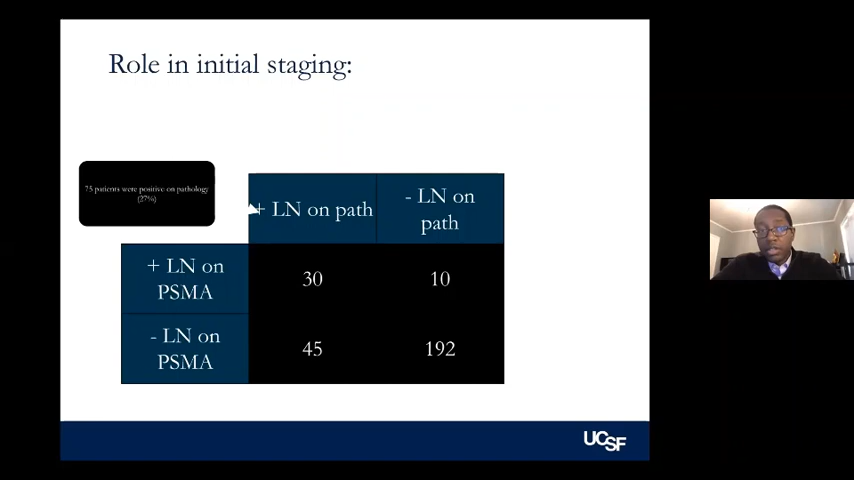 Role in initial staging:
75 patients were positive on pathology
(27%)
+ LN on path
- LN on
path
+ LN on
PSMA
30
10
- LN on
PSMA
45
192
UCSF